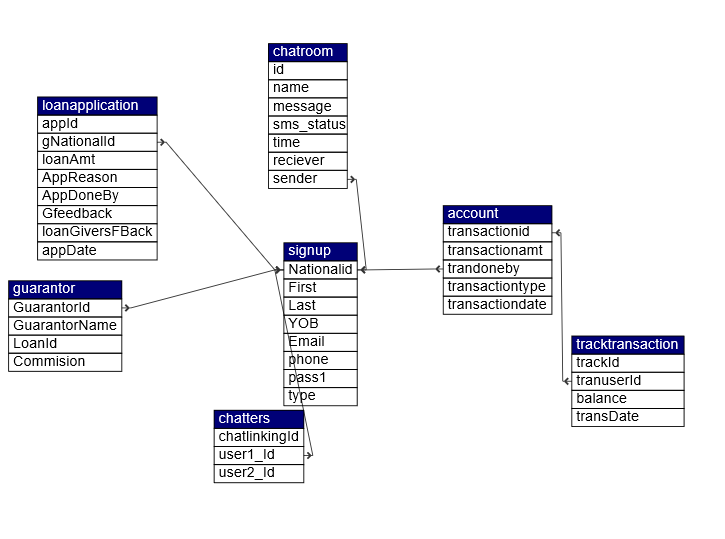 chatroom
id
name
message
sms_status
time
reciever
sender
loanapplication
appId
gNationalId
loanAmt
AppReason
AppDoneBy
Gfeedback
loanGiversFBack
appDate
account
transactionid
transactionamt
trandoneby
transactiontype
transactiondate
signup
Nationalid
First
Last
YOB
Email
phone
pass1
type
guarantor
GuarantorId
GuarantorName
LoanId
Commision
tracktransaction
trackId
tranuserId
balance
transDate
chatters
chatlinkingId
user1_Id
user2_Id